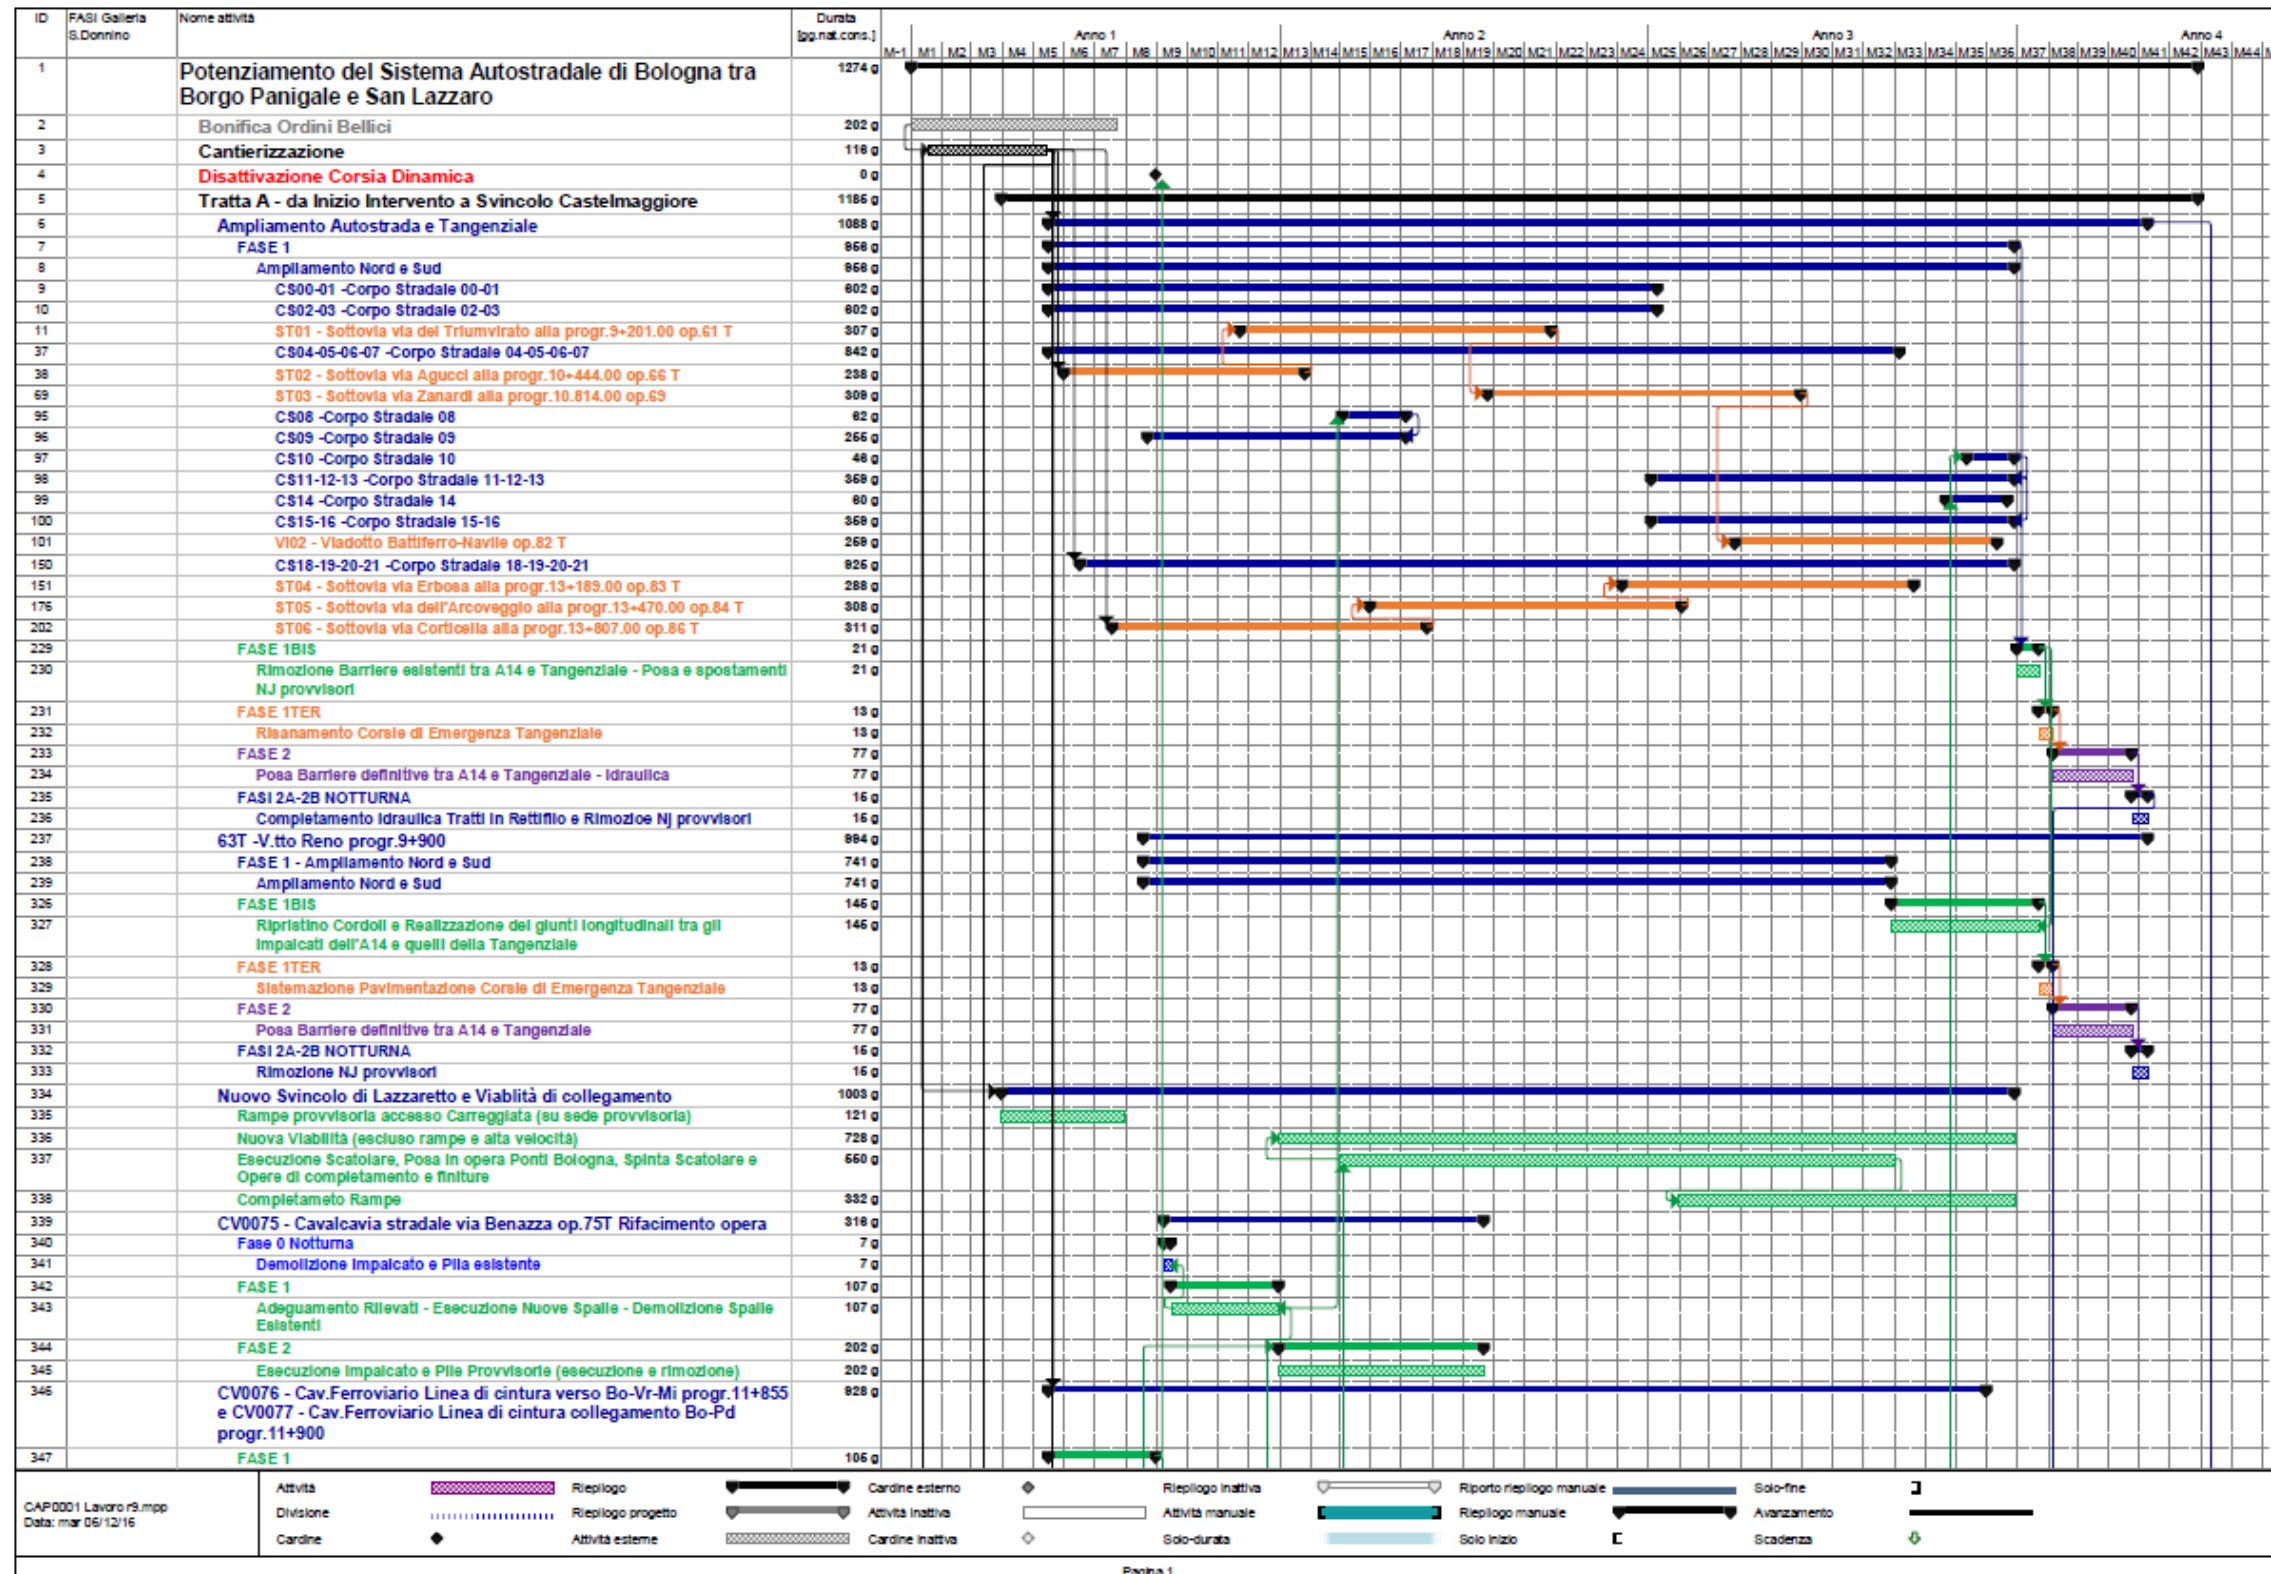 ID FASI Galleria Nome attività Durata
S.Donnino [gg.nat.cons.] Anno 1 Anno 2 Anno 3 Anno 4
M-1 M1 M2 M3 M4 M5 M6 M7 M8 M9 M10 M11 M12 M13 M14 M15 M16 M17 M18 M19 M20 M21 M22 M23 M24 M25 M26 M27 M28 M29 M30 M31 M32 M33 M34 M35 M36 M37 M38 M39 M40 M41 M42 M43 M44
1 Potenziamento del Sistema Autostradale di Bologna tra 1274 g
Borgo Panigale e San Lazzaro
2 Bonifica Ordini Bellici 202 g
3 Cantierizzazione 116 g
4 Disattivazione Corsia Dinamica 0 g
5 Tratta A - da Inizio Intervento a Svincolo Castelmaggiore 1186 g
6 Ampliamento Autostrada e Tangenziale 1088 g
7 FASE 1 958 g
8 Ampliamento Nord e Sud 958 g
9 CS00-01 -Corpo Stradale 00-01 602 g
10 CS02-03 -Corpo Stradale 02-03 602 g
11 ST01 - Sottovia via del Triumvirato alla progr.9+201.00 op.61 T 307 g
37 CS04-05-06-07 -Corpo Stradale 04-05-06-07 842 g
38 ST02 - Sottovia via Agucci alla progr.10+444.00 op.66 T 238 g
69 ST03 - Sottovia via Zanardi alla progr.10.814.00 op.69 309 g
95 CS08 -Corpo Stradale 08 62 g
96 CS09 -Corpo Stradale 09 256 g
97 CS10 -Corpo Stradale 10 46 g
98 CS11-12-13 -Corpo Stradale 11-12-13 359 g
99 CS14 -Corpo Stradale 14 60 g
100 CS15-16 -Corpo Stradale 15-16 359 g
101 VI02 - Viadotto Battiferro-Navile op.82 T 259 g
150 CS18-19-20-21 -Corpo Stradale 18-19-20-21 925 g
151 ST04 - Sottovia via Erbosa alla progr.13+189.00 op.83 T 288 g
176 ST05 - Sottovia via dell'Arcoveggio alla progr.13+470.00 op.84 T 308 g
202 ST06 - Sottovia via Corticella alla progr.13+807.00 op.86 T 311 g
229 FASE 1BIS 21 g
230 Rimozione Barriere esistenti tra A14 e Tangenziale - Posa e spostamenti 21 g
NJ provvisori
231 FASE 1TER 13 g
232 Risanamento Corsie di Emergenza Tangenziale 13 g
233 FASE 2 77 g
234 Posa Barriere definitive tra A14 e Tangenziale - Idraulica 77 g
235 FASI 2A-2B NOTTURNA 15 g
236 Completamento Idraulica Tratti in Rettifilo e Rimozioe Nj provvisori 15 g
237 63T -V.tto Reno progr.9+900 994 g
238 FASE 1 - Ampliamento Nord e Sud 741 g
239 Ampliamento Nord e Sud 741 g
326 FASE 1BIS 145 g
327 Ripristino Cordoli e Realizzazione dei giunti longitudinali tra gli 145 g
impalcati dell'A14 e quelli della Tangenziale
328 FASE 1TER 13 g
329 Sistemazione Pavimentazione Corsie di Emergenza Tangenziale 13 g
330 FASE 2 77 g
331 Posa Barriere definitive tra A14 e Tangenziale 77 g
332 FASI 2A-2B NOTTURNA 15 g
333 Rimozione NJ provvisori 15 g
334 Nuovo Svincolo di Lazzaretto e Viablità di collegamento 1003 g
335 Rampe provvisoria accesso Carreggiata (su sede provvisoria) 121 g
336 Nuova Viabilità (escluso rampe e alta velocità) 728 g
337 Esecuzione Scatolare, Posa in opera Ponti Bologna, Spinta Scatolare e 550 g
Opere di completamento e finiture
338 Completameto Rampe 332 g
339 CV0075 - Cavalcavia stradale via Benazza op.75T Rifacimento opera 316 g
340 Fase 0 Notturna 7 g
341 Demolizione Impalcato e Pila esistente 7 g
342 FASE 1 107 g
343 Adeguamento Rilevati - Esecuzione Nuove Spalle - Demolizione Spalle 107 g
Esistenti
344 FASE 2 202 g
345 Esecuzione Impalcato e Pile Provvisorie (esecuzione e rimozione) 202 g
346 CV0076 - Cav.Ferroviario Linea di cintura verso Bo-Vr-Mi progr.11+855 928 g
e CV0077 - Cav.Ferroviario Linea di cintura collegamento Bo-Pd
progr.11+900
347 FASE 1 105 g
CAP0001 Lavoro r9.mpp
Data: mar 06/12/16
Attività Riepilogo Cardine esterno Riepilogo inattiva Riporto riepilogo manuale Solo-fine
Divisione Riepilogo progetto Attività inattiva Attività manuale Riepilogo manuale Avanzamento
Cardine Attività esterne Cardine inattiva Solo-durata Solo inizio Scadenza
Pagina 1